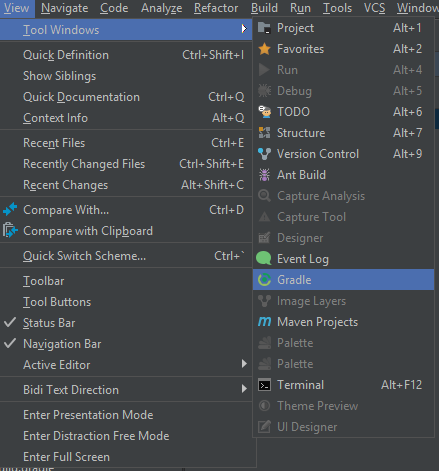 View Navigate Code Analyze Refactor Build Run Tools VCS Window
Tool Windows
Quick Definition Ctrl+Shift+I
Show Siblings
Quick Documentation Ctrl+Q
Context Info Alt+Q
Recent Files Ctrl+E
Recently Changed Files Ctrl+Shift+E
Recent Changes Alt+Shift+C
Compare With... Ctrl+D
Compare with Clipboard
Quick Switch Scheme... Ctrl+`
Toolbar
Tool Buttons
Status Bar
Navigation Bar
Active Editor
Bidi Text Direction
Enter Presentation Mode
Enter Distraction Free Mode
Enter Full Screen
Project Alt+1
Favorites Alt+2
Run Alt+4
Debug Alt+5
TODO Alt+6
Structure Alt+7
Version Control Alt+9
Ant Build
Capture Analysis
Capture Tool
Designer
Event Log
Gradle
Image Layers
Maven Projects
Palette
Palette
Terminal Alt+F12
Theme Preview
UI Designer